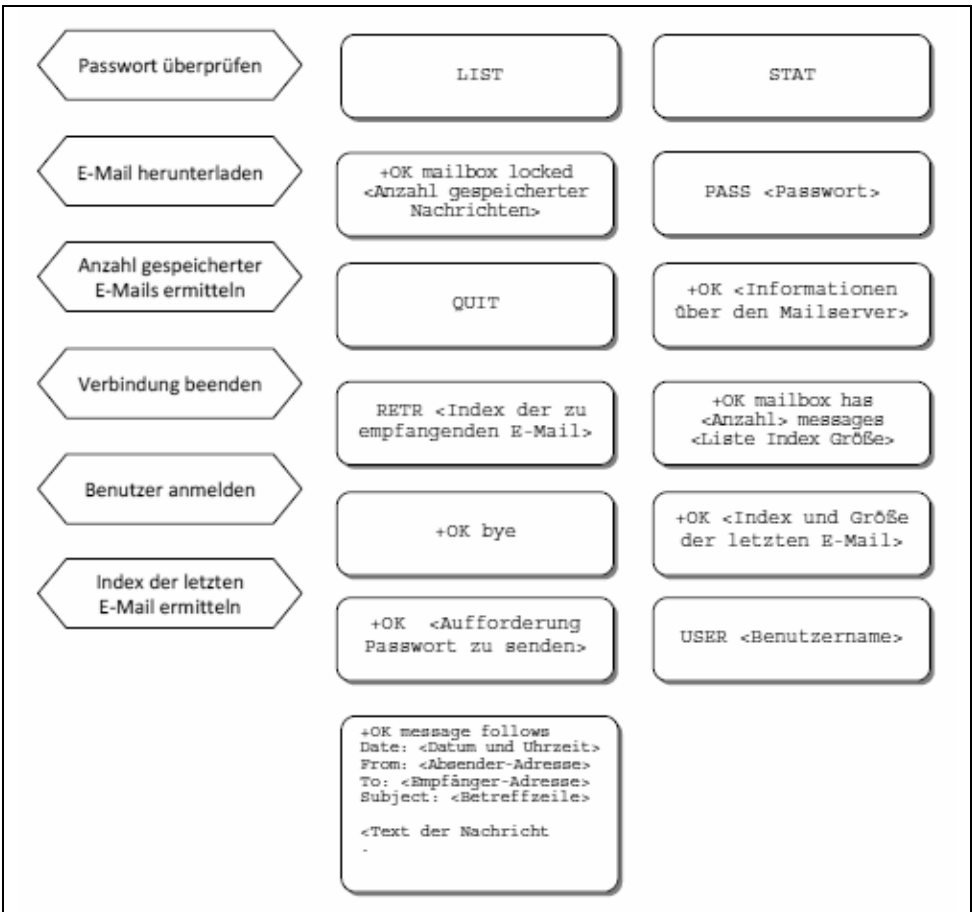 Passwort überprüfen
LIST
STAT
E-Mail herunterladen
+OK mailbox locked
<Anzahl gespeicherter
Nachrichten>
PASS <Passwort>
Anzahl gespeicherter
E-Mails ermitteln
QUIT
+OK <Informationen
über den Mailserver>
Verbindung beenden
RETR <Index der zu
empfangenden E-Mail>
+OK mailbox has
<Anzahl> messages
<Liste Index Größe>
Benutzer anmelden
+OK bye
+OK <Index und Größe
der letzten E-Mail>
Index der letzten
E-Mail ermitteln
+OK <Aufforderung
Passwort zu senden>
USER <Benutzername>
+OK message follows
Date: <Datum und Uhrzeit>
From: <Absender-Adresse>
To: <Empfänger-Adresse>
Subject: <Betreffzeile>
<Text der Nachricht
.